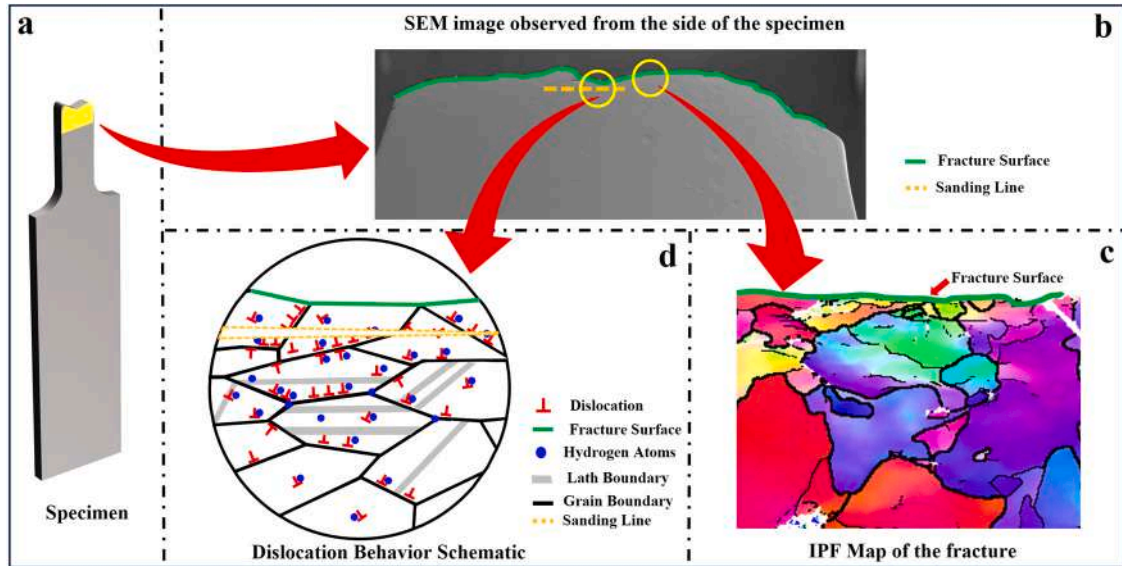 a
SEM image observed from the side of the specimen
b
Fracture Surface
Sanding Line
Specimen
d
Dislocation
Fracture Surface
Hydrogen Atoms
Lath Boundary
Grain Boundary
Sanding Line
Dislocation Behavior Schematic
c
Fracture Surface
IPF Map of the fracture